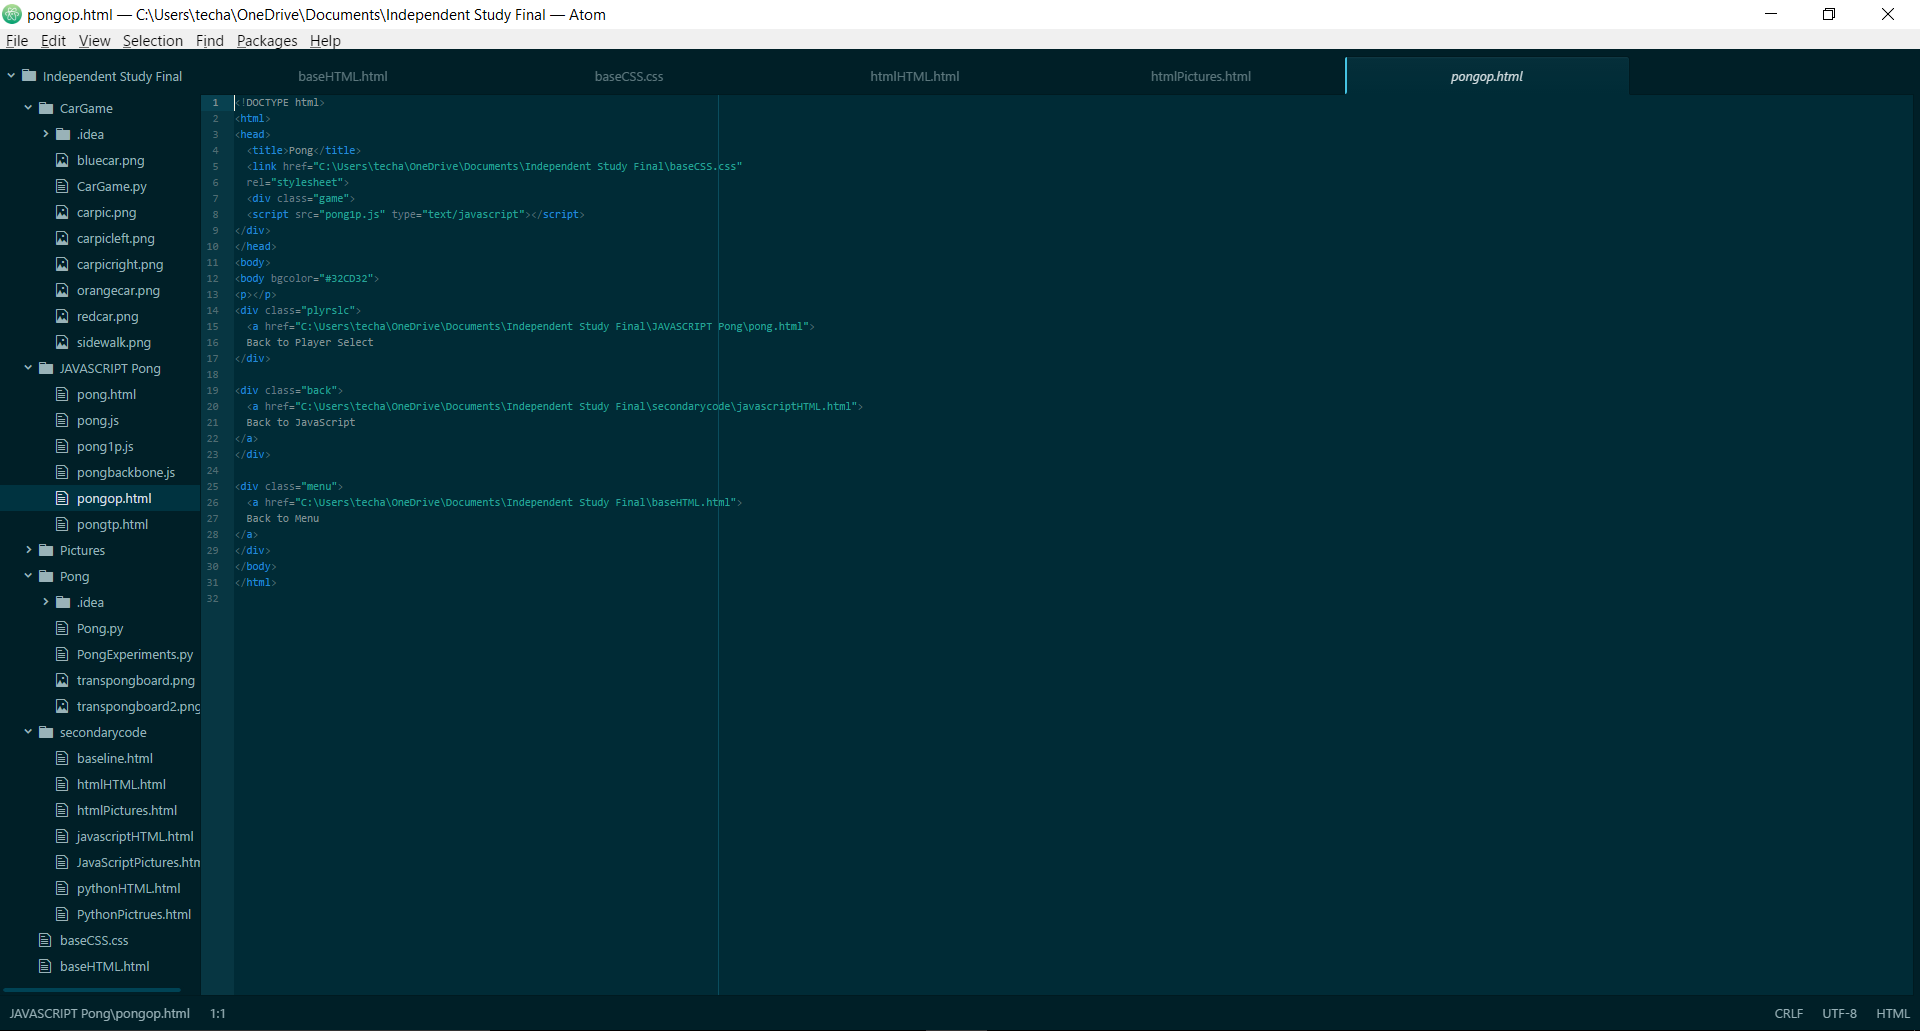 pongop.html — C:\Users\techa\OneDrive\Documents\Independent Study Final — Atom
File Edit View Selection Find Packages Help
Independent Study Final
CarGame
.idea
bluecar.png
CarGame.py
carpic.png
carpicleft.png
carpicright.png
orangecar.png
redcar.png
sidewalk.png
JAVASCRIPT Pong
pong.html
pong.js
pong1p.js
pongbackbone.js
pongop.html
pongtp.html
Pictures
Pong
.idea
Pong.py
PongExperiments.py
transpongboard.png
transpongboard2.png
secondarycode
baseline.html
htmlHTML.html
htmlPictures.html
javascriptHTML.html
JavaScriptPictures.htm
pythonHTML.html
PythonPictrues.html
baseCSS.css
baseHTML.html
baseHTML.html baseCSS.css htmlHTML.html htmlPictures.html pongop.html
1 <!DOCTYPE html>
2 <html>
3 <head>
4 <title>Pong</title>
5 <link href="C:\Users\techa\OneDrive\Documents\Independent Study Final\baseCSS.css"
6 rel="stylesheet">
7 <div class="game">
8 <script src="pong1p.js" type="text/javascript"></script>
9 </div>
10 </head>
11 <body>
12 <body bgcolor="#32CD32">
13 <p></p>
14 <div class="plyrslc">
15 <a href="C:\Users\techa\OneDrive\Documents\Independent Study Final\JAVASCRIPT Pong\pong.html">
16 Back to Player Select
17 </div>
18
19 <div class="back">
20 <a href="C:\Users\techa\OneDrive\Documents\Independent Study Final\secondarycode\javascriptHTML.html">
21 Back to JavaScript
22 </a>
23 </div>
24
25 <div class="menu">
26 <a href="C:\Users\techa\OneDrive\Documents\Independent Study Final\baseHTML.html">
27 Back to Menu
28 </a>
29 </div>
30 </body>
31 </html>
32
JAVASCRIPT Pong\pongop.html 1:1 CRLF UTF-8 HTML